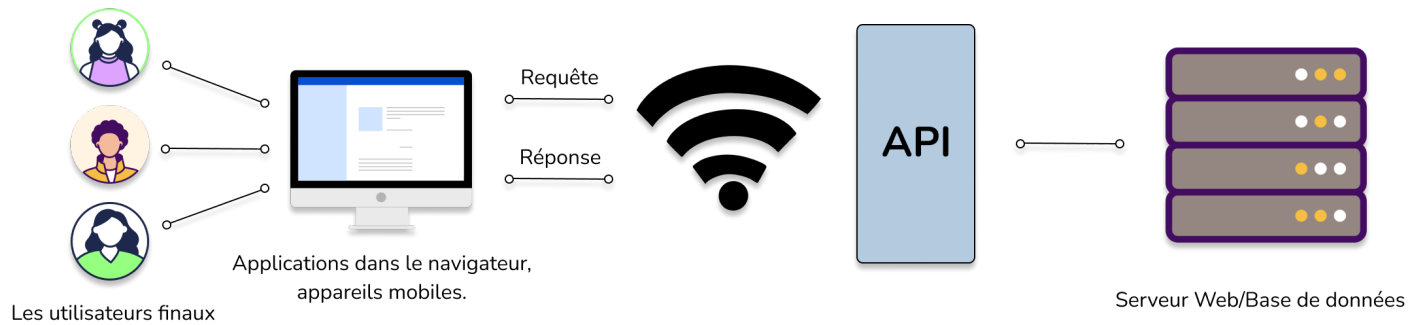 Requête
Réponse
API
Applications dans le navigateur,
appareils mobiles.
Les utilisateurs finaux
Serveur Web/Base de données